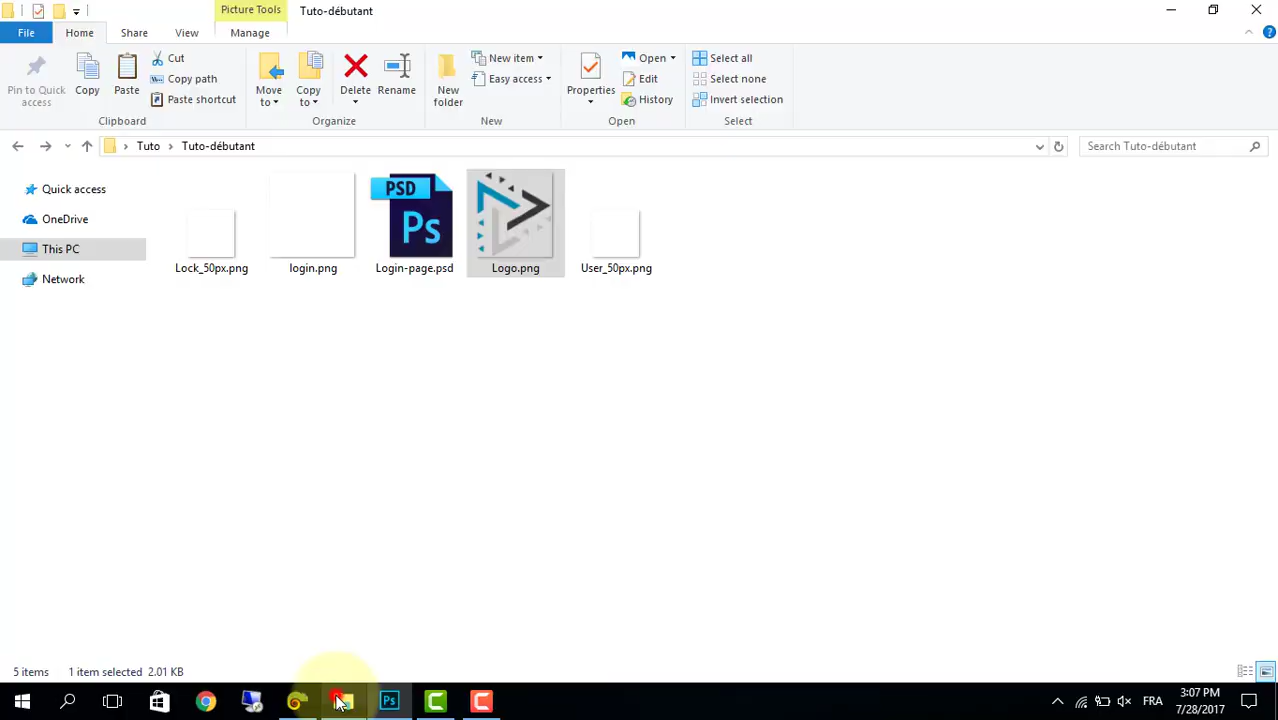 Picture Tools
Tuto-débutant
File
Home
Share
View
Manage
Pin to Quick access
Copy
Paste
Cut
Copy path
Paste shortcut
Clipboard
Move to
Copy to
Delete
Rename
Organize
New folder
New item
Easy access
New
Properties
Open
Edit
History
Open
Select all
Select none
Invert selection
Select
Tuto
Tuto-débutant
Search Tuto-débutant
Quick access
OneDrive
This PC
Network
PSD
Ps
Lock_50px.png
login.png
Login-page.psd
Logo.png
User_50px.png
5 items
1 item selected 2.01 KB
Ps
FRA
3:07 PM
7/28/2017